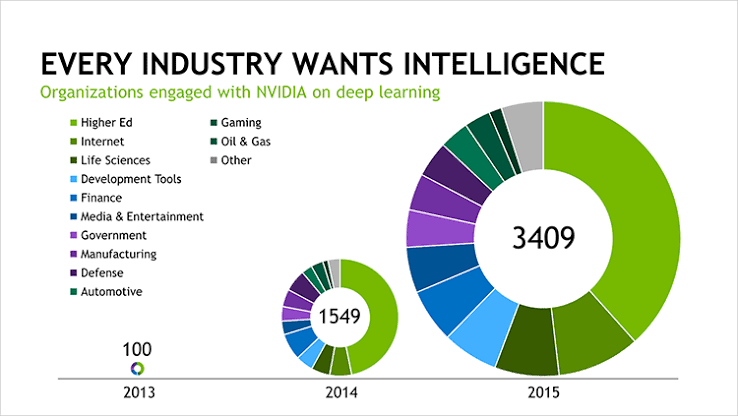 EVERY INDUSTRY WANTS INTELLIGENCE
Organizations engaged with NVIDIA on deep learning
Higher Ed
Internet
Life Sciences
Development Tools
Finance
Media & Entertainment
Government
Manufacturing
Defense
Automotive
Gaming
Oil & Gas
Other
100
1549
3409
2013
2014
2015